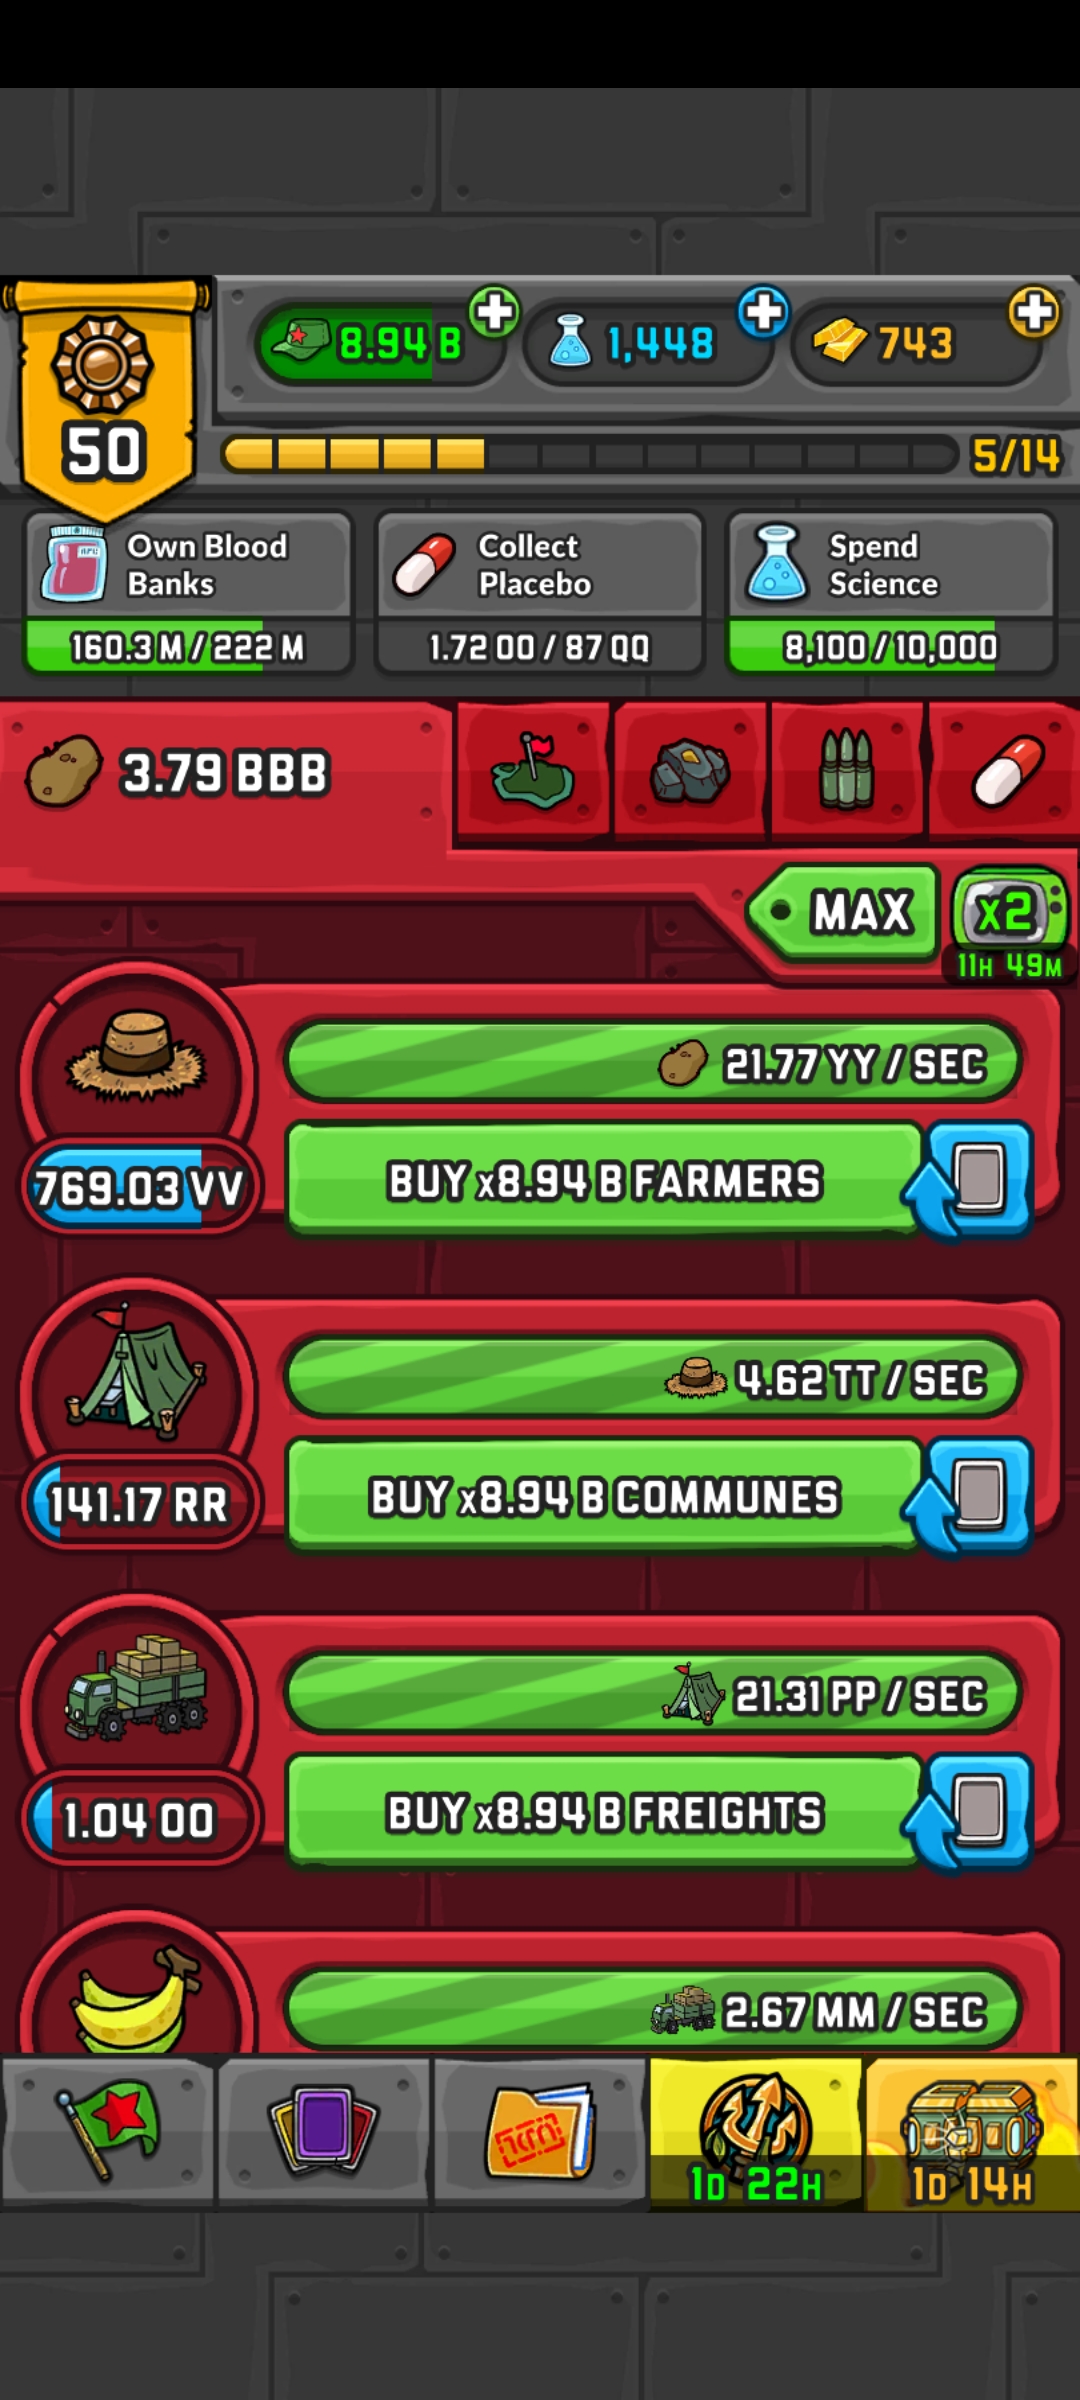 8.94 B
1,448
743
50
5/14
Own Blood
Banks
160.3 M / 222 M
Collect
Placebo
1.72 OO / 87 QQ
Spend
Science
8,100 / 10,000
3.79 BBB
MAX
x2
11H 49M
21.77 YY / SEC
769.03 VV
BUY x8.94 B FARMERS
4.62 TT / SEC
141.17 RR
BUY x8.94 B COMMUNES
21.31 PP / SEC
1.04 OO
BUY x8.94 B FREIGHTS
2.67 MM / SEC
1D 22H
1D 14H